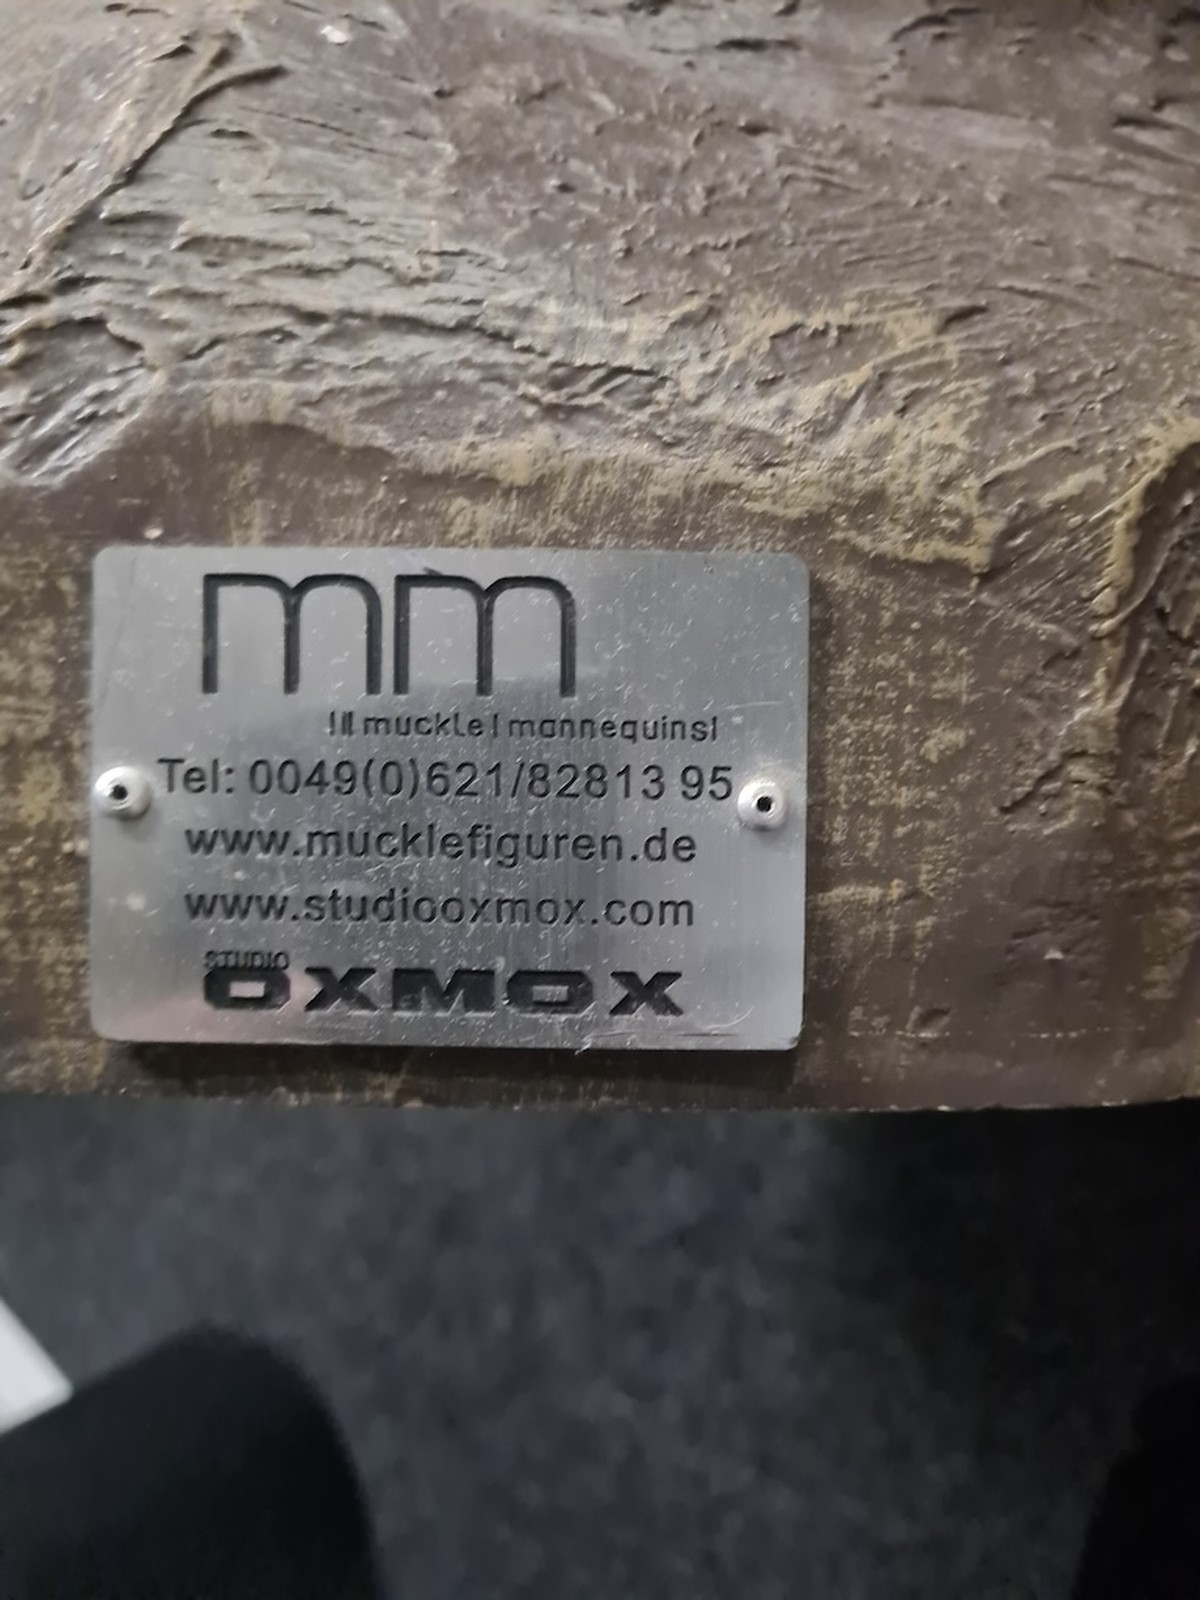 mm
|||muckle|mannequins|
Tel: 0049(0)621/82813 95
www.mucklefiguren.de
www.studiooxmox.com
STUDIO
OXMOX